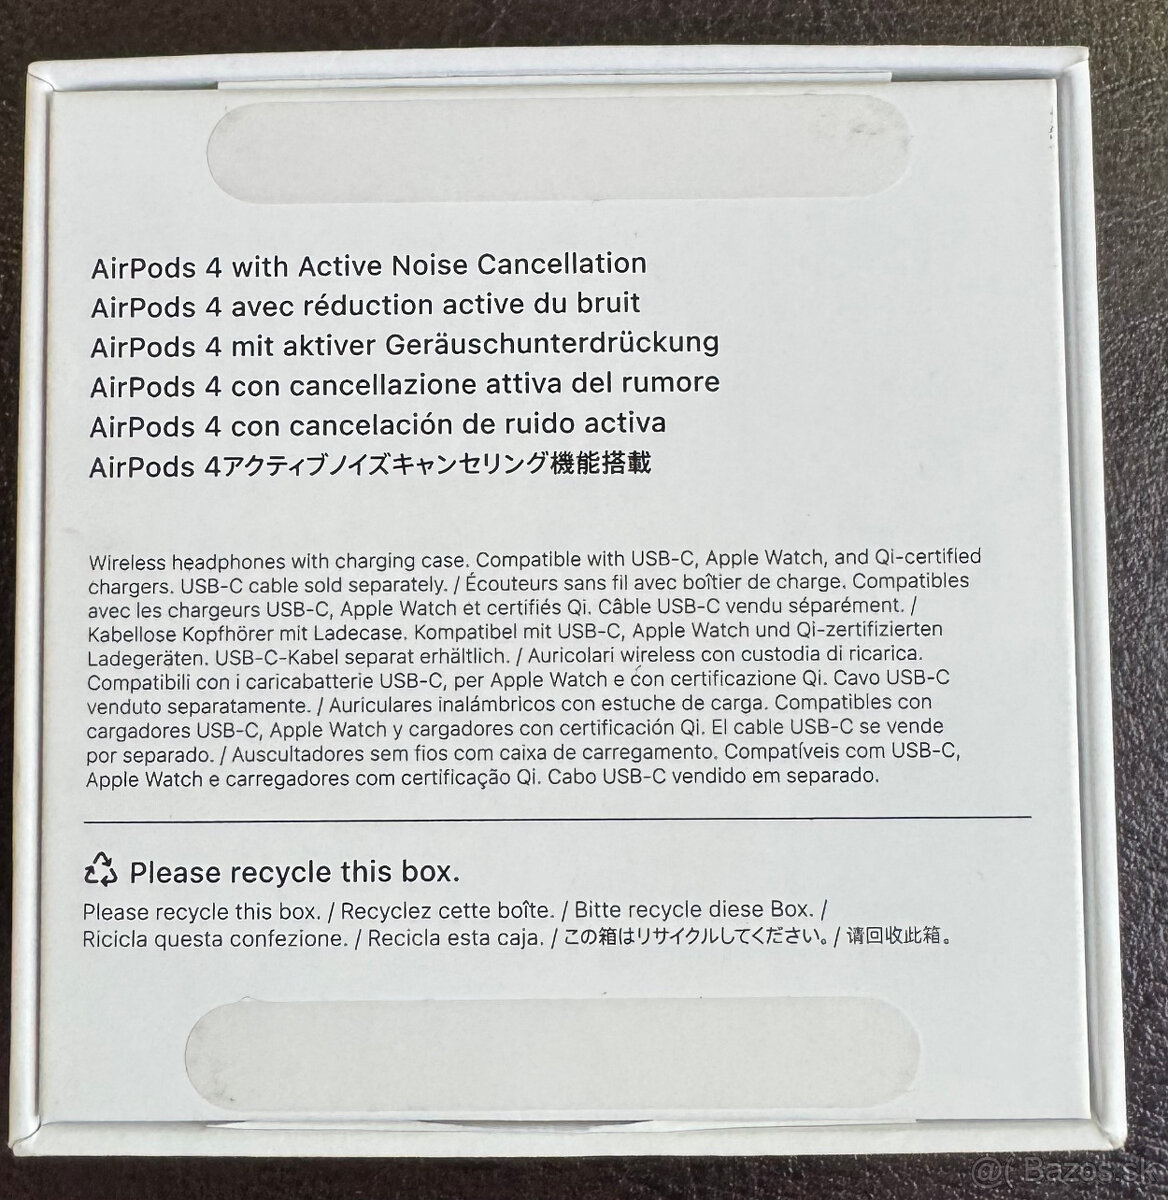 AirPods 4 with Active Noise Cancellation
AirPods 4 avec réduction active du bruit
AirPods 4 mit aktiver Geräuschunterdrückung
AirPods 4 con cancellazione attiva del rumore
AirPods 4 con cancelación de ruido activa
AirPods 4アクティブノイズキャンセリング機能搭載
Wireless headphones with charging case. Compatible with USB-C, Apple Watch, and Qi-certified
chargers. USB-C cable sold separately. / Écouteurs sans fil avec boîtier de charge. Compatibles
avec les chargeurs USB-C, Apple Watch et certifiés Qi. Câble USB-C vendu séparément. /
Kabellose Kopfhörer mit Ladecase. Kompatibel mit USB-C, Apple Watch und Qi-zertifizierten
Ladegeräten. USB-C-Kabel separat erhältlich. / Auricolari wireless con custodia di ricarica.
Compatibili con i caricabatterie USB-C, per Apple Watch e con certificazione Qi. Cavo USB-C
venduto separatamente. / Auriculares inalámbricos con estuche de carga. Compatibles con
cargadores USB-C, Apple Watch y cargadores con certificación Qi. El cable USB-C se vende
por separado. / Auscultadores sem fios com caixa de carregamento. Compatíveis com USB-C,
Apple Watch e carregadores com certificação Qi. Cabo USB-C vendido em separado.
Please recycle this box.
Please recycle this box. / Recyclez cette boîte. / Bitte recycle diese Box. /
Ricicla questa confezione. / Recicla esta caja. / この箱はリサイクルしてください。/ 请回收此箱。
@( Bazos.sk